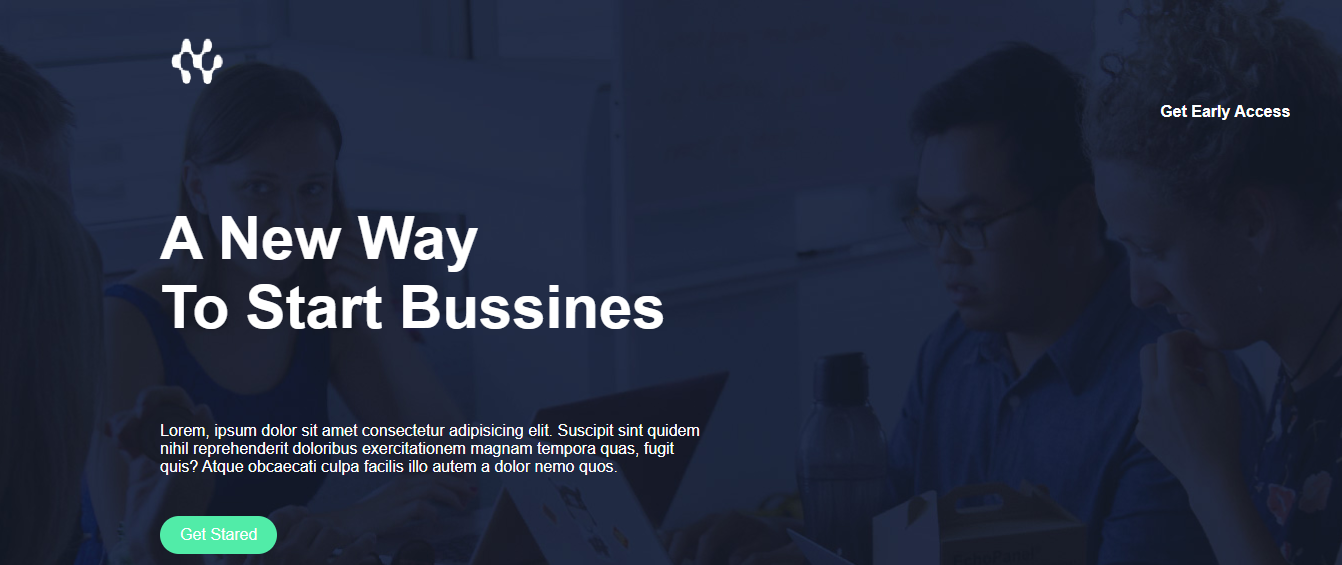 Get Early Access
A New Way
To Start Bussines
Lorem, ipsum dolor sit amet consectetur adipisicing elit. Suscipit sint quidem
nihil reprehenderit doloribus exercitationem magnam tempora quas, fugit
quis? Atque obcaecati culpa facilis illo autem a dolor nemo quos.
Get Stared